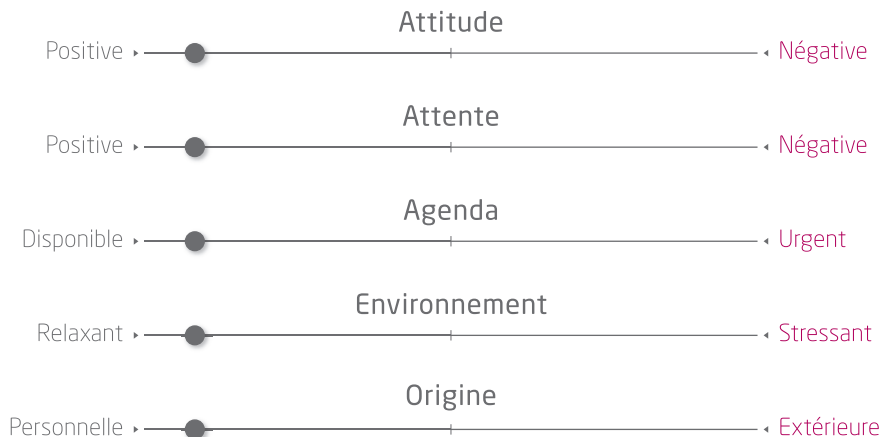 Attitude
Positive Négative
Attente
Positive Négative
Agenda
Disponible Urgent
Environnement
Relaxant Stressant
Origine
Personnelle Extérieure